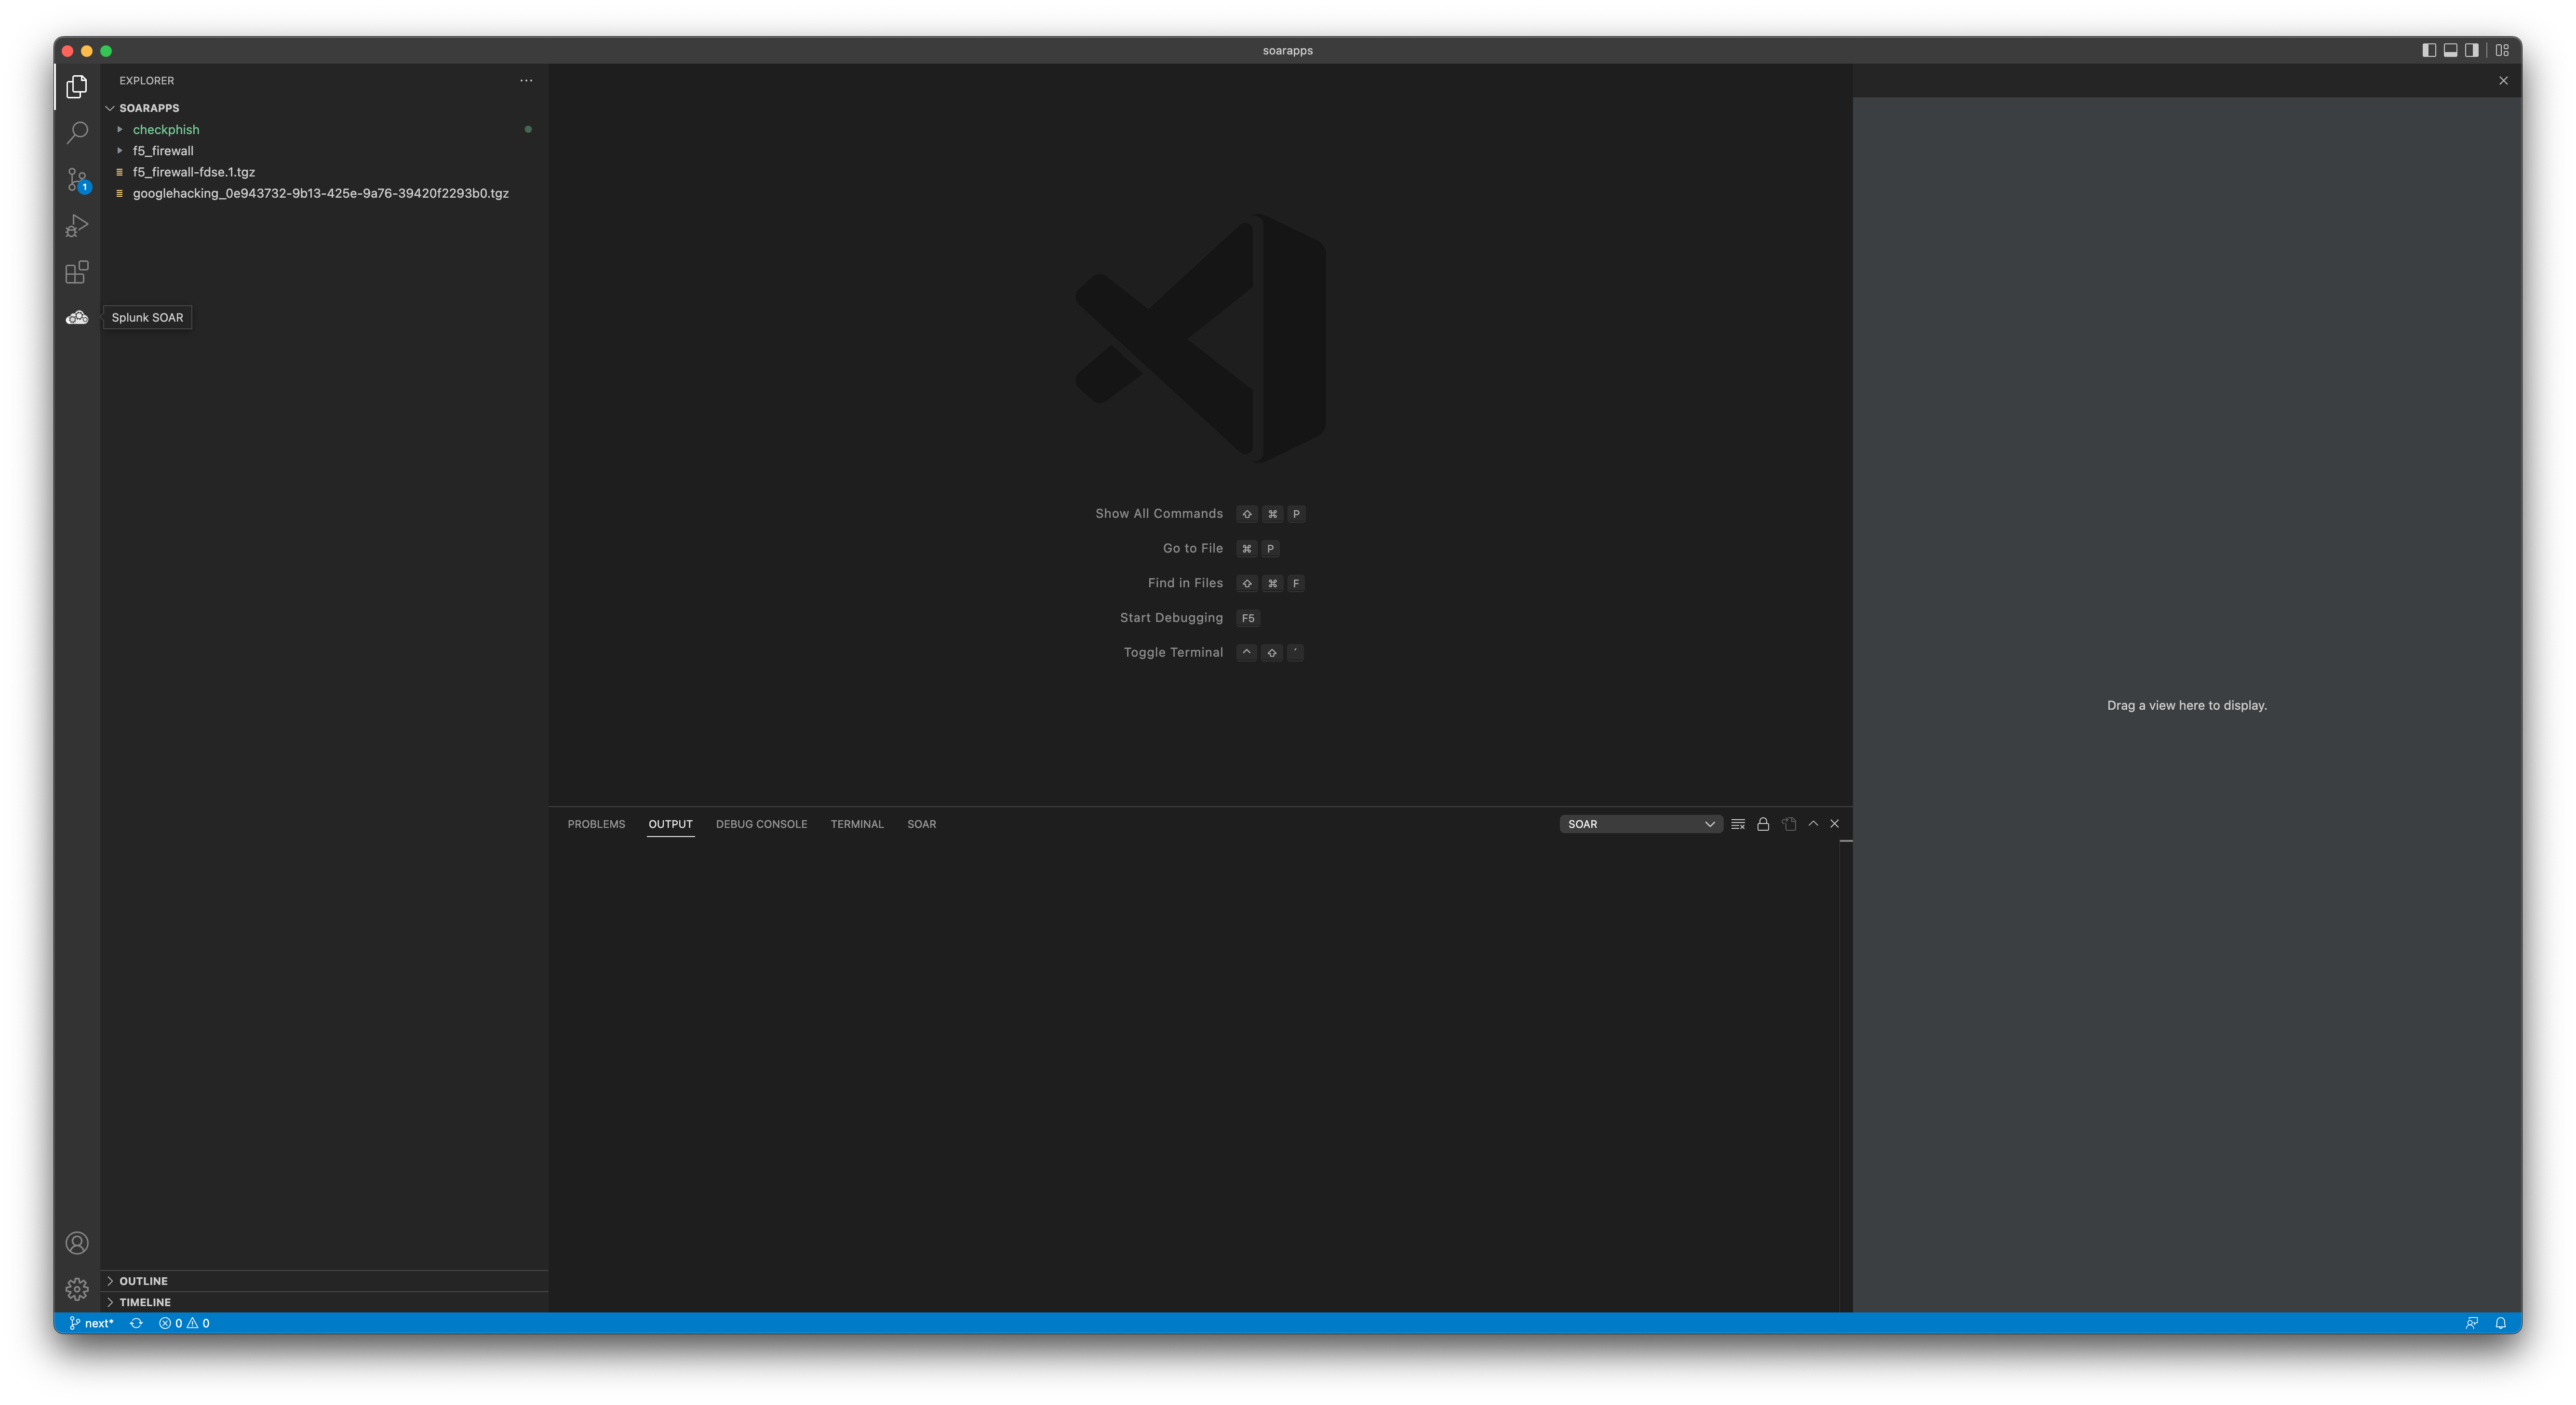 soarapps
EXPLORER
SOARAPPS
checkphish
f5_firewall
f5_firewall-fdse.1.tgz
googlehacking_0e943732-9b13-425e-9a76-39420f2293b0.tgz
1
Splunk SOAR
Show All Commands ⇧ ⌘ P
Go to File ⌘ P
Find in Files ⇧ ⌘ F
Start Debugging F5
Toggle Terminal ^ ⇧ ´
Drag a view here to display.
PROBLEMS OUTPUT DEBUG CONSOLE TERMINAL SOAR SOAR
OUTLINE
TIMELINE
next* 0 0